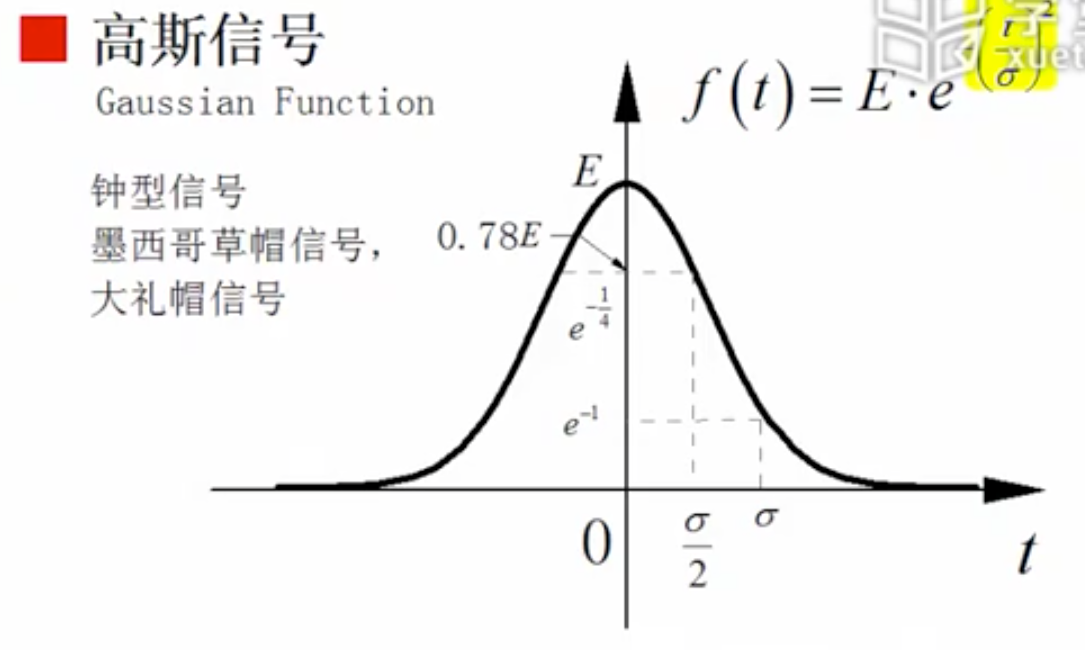 高斯信号
Gaussian Function
f(t) = E · e^(t/σ)^2
钟型信号
墨西哥草帽信号,
大礼帽信号
E
0.78E
e^{-1/4}
e^{-1}
0
σ/2
σ
t
xuet